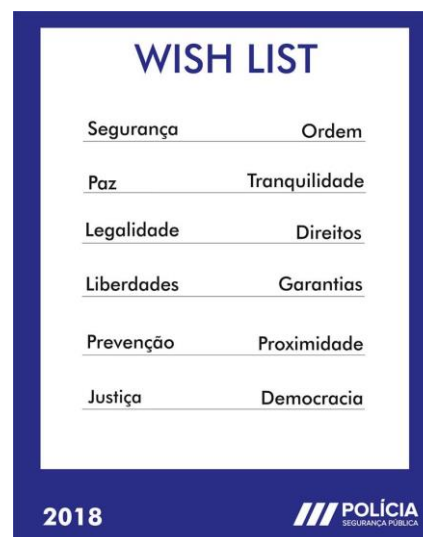 WISH LIST
Segurança Ordem
Paz Tranquilidade
Legalidade Direitos
Liberdades Garantias
Prevenção Proximidade
Justiça Democracia
2018
POLÍCIA
SEGURANÇA PÚBLICA